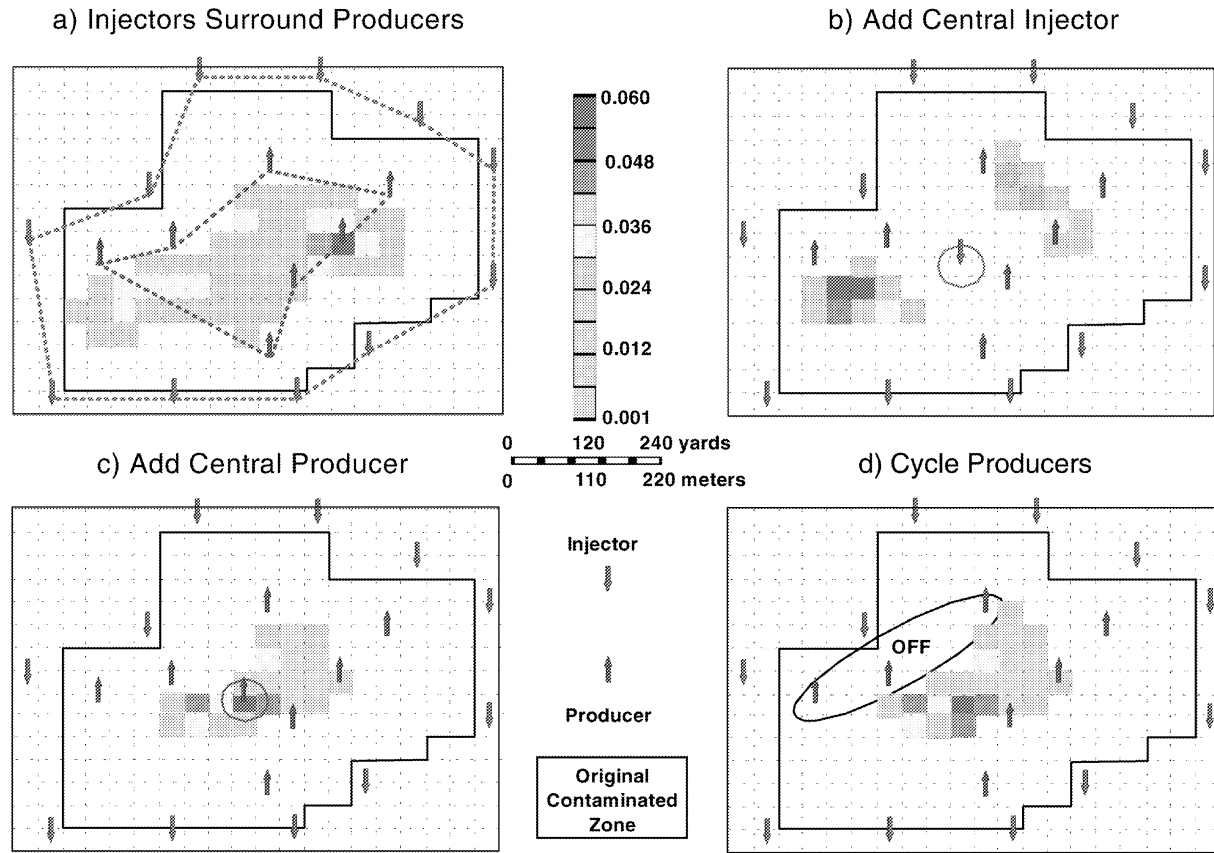 a) Injectors Surround Producers
b) Add Central Injector
0.060
0.048
0.036
0.024
0.012
0.001
0 120 240 yards
0 110 220 meters
c) Add Central Producer
d) Cycle Producers
Injector
Producer
OFF
Original
Contaminated
Zone